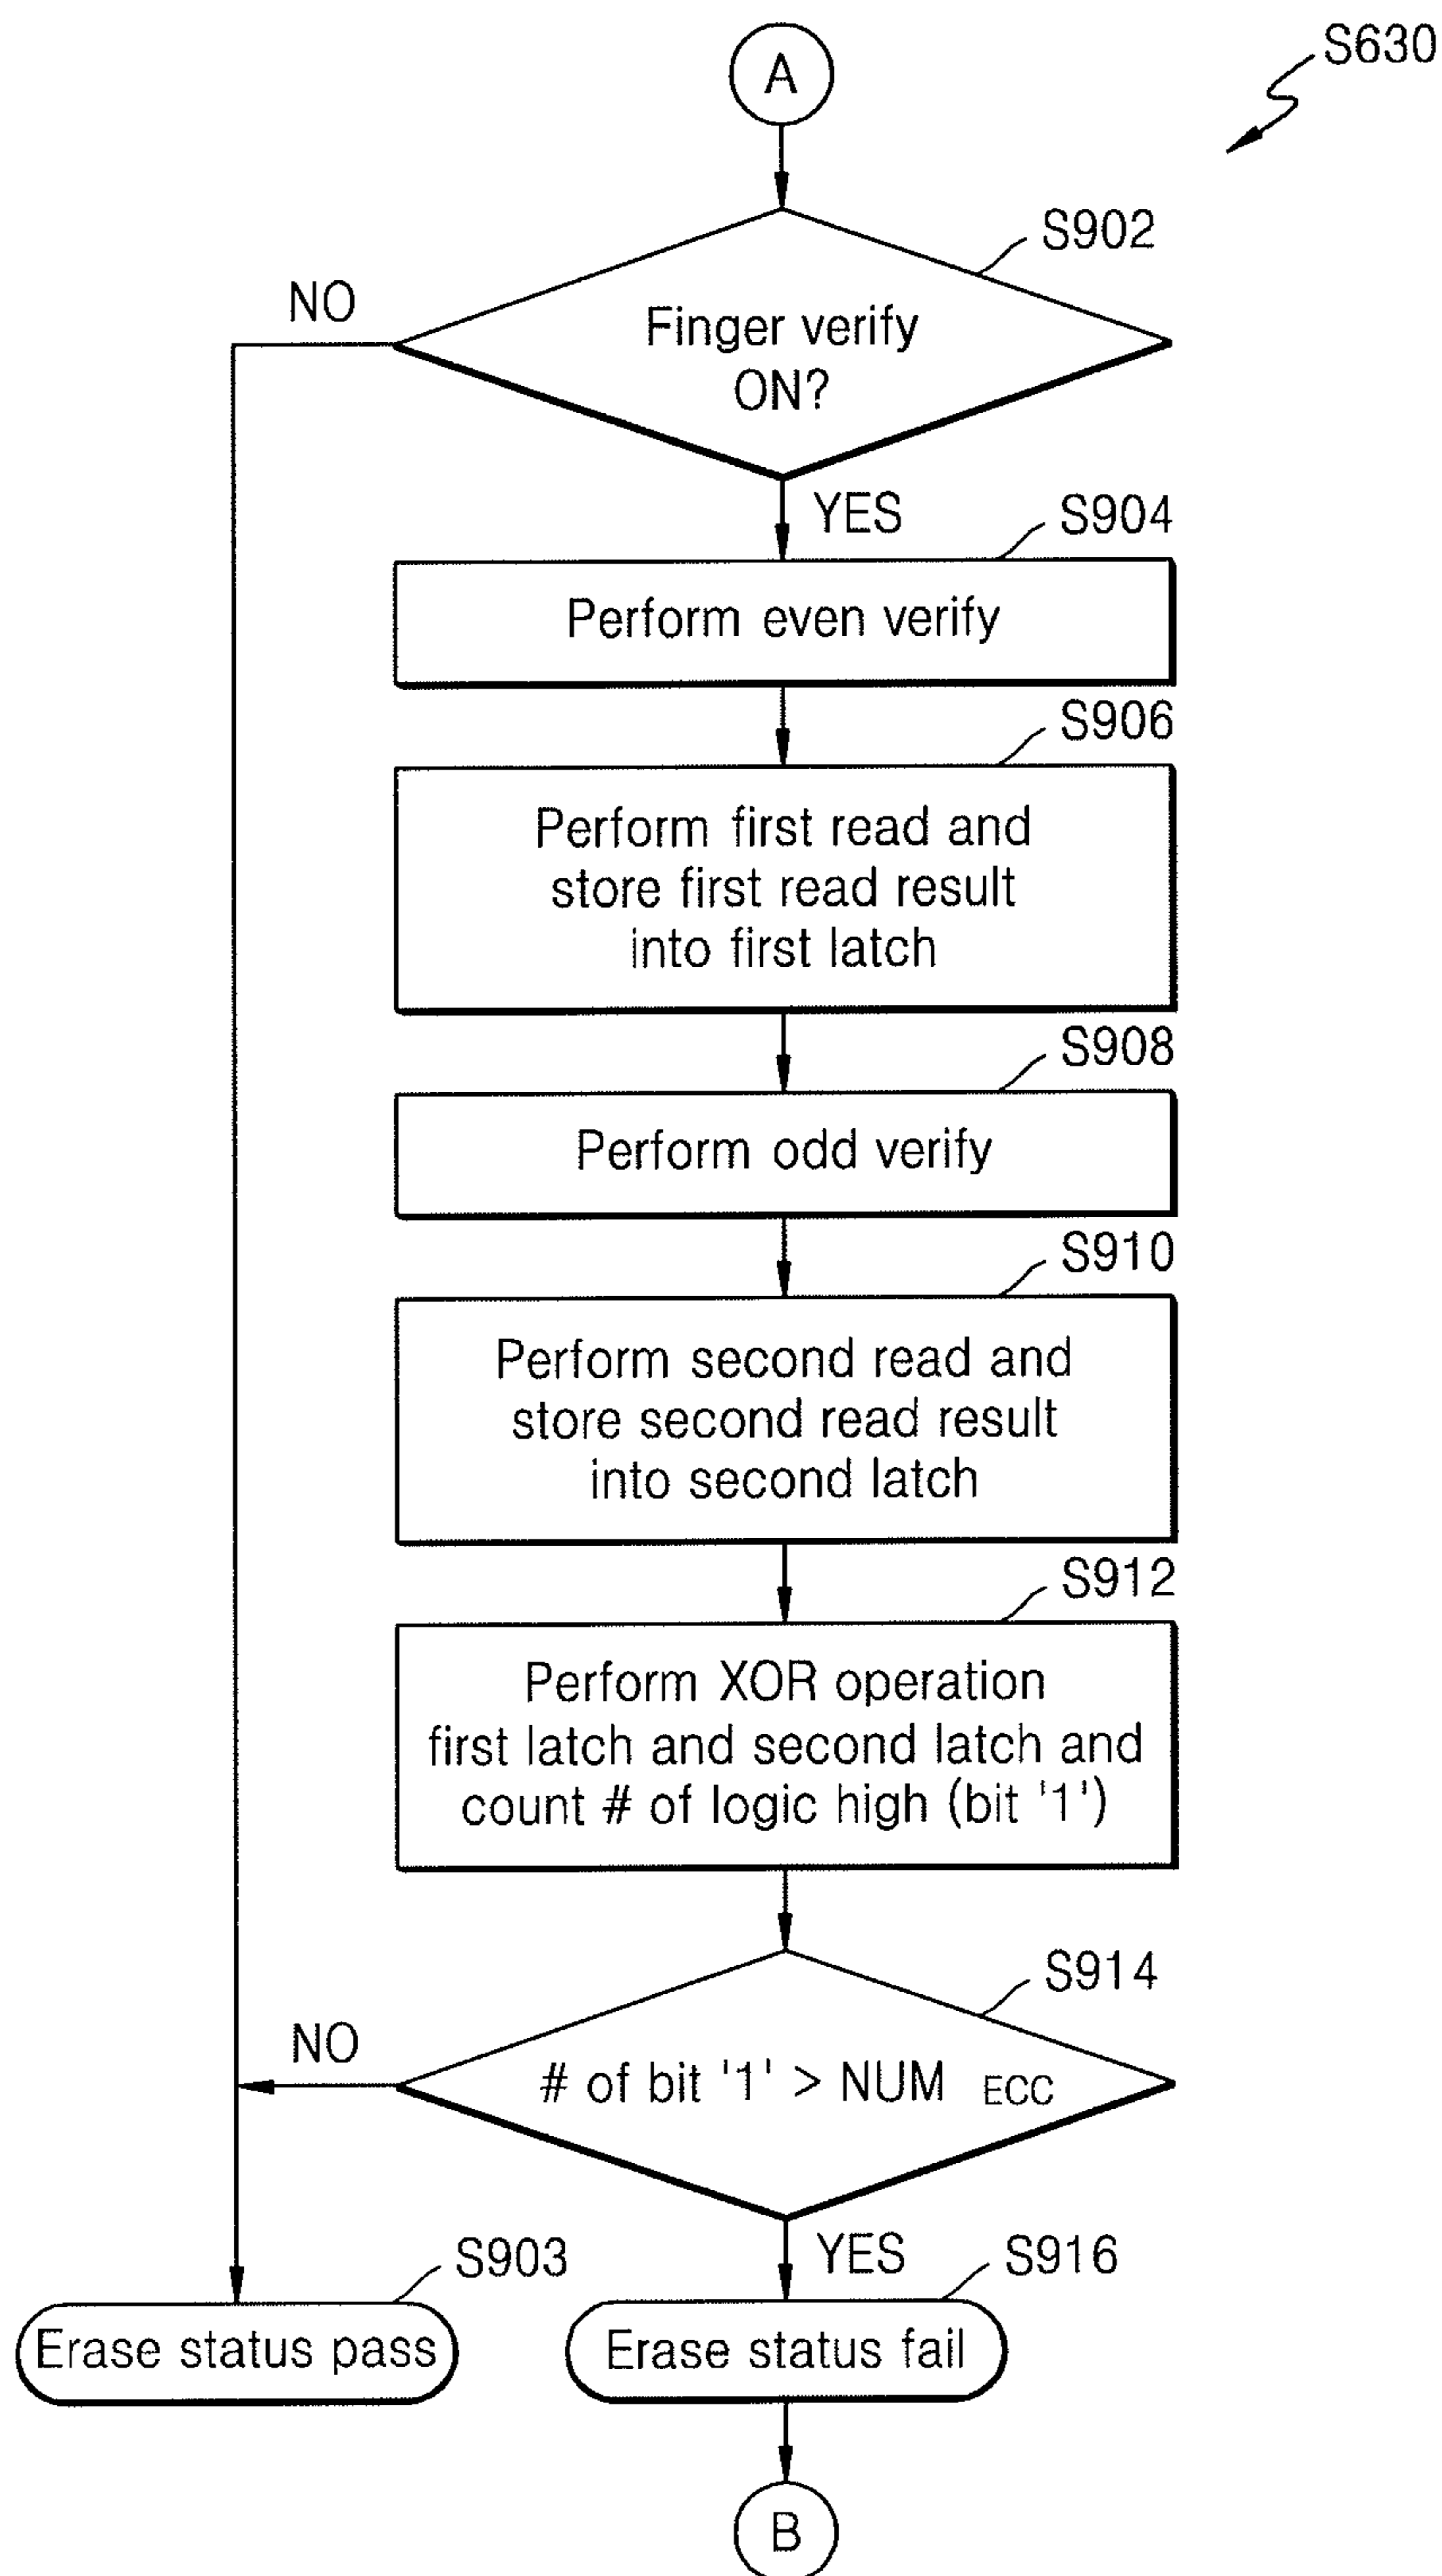 A
S630
S902
NO
Finger verify
ON?
YES
S904
Perform even verify
S906
Perform first read and
store first read result
into first latch
S908
Perform odd verify
S910
Perform second read and
store second read result
into second latch
S912
Perform XOR operation
first latch and second latch and
count # of logic high (bit '1')
S914
NO
# of bit '1' > NUM ECC
YES
S903
S916
Erase status pass
Erase status fail
B